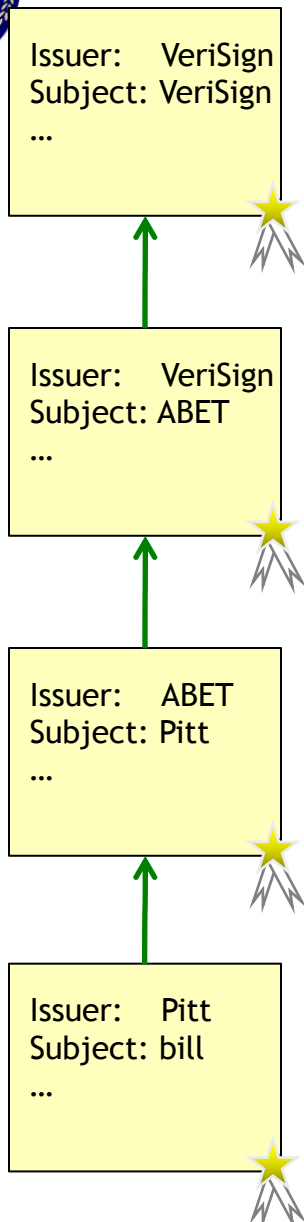 Issuer: VeriSign
Subject: VeriSign
…
Issuer: VeriSign
Subject: ABET
…
Issuer: ABET
Subject: Pitt
…
Issuer: Pitt
Subject: bill
…